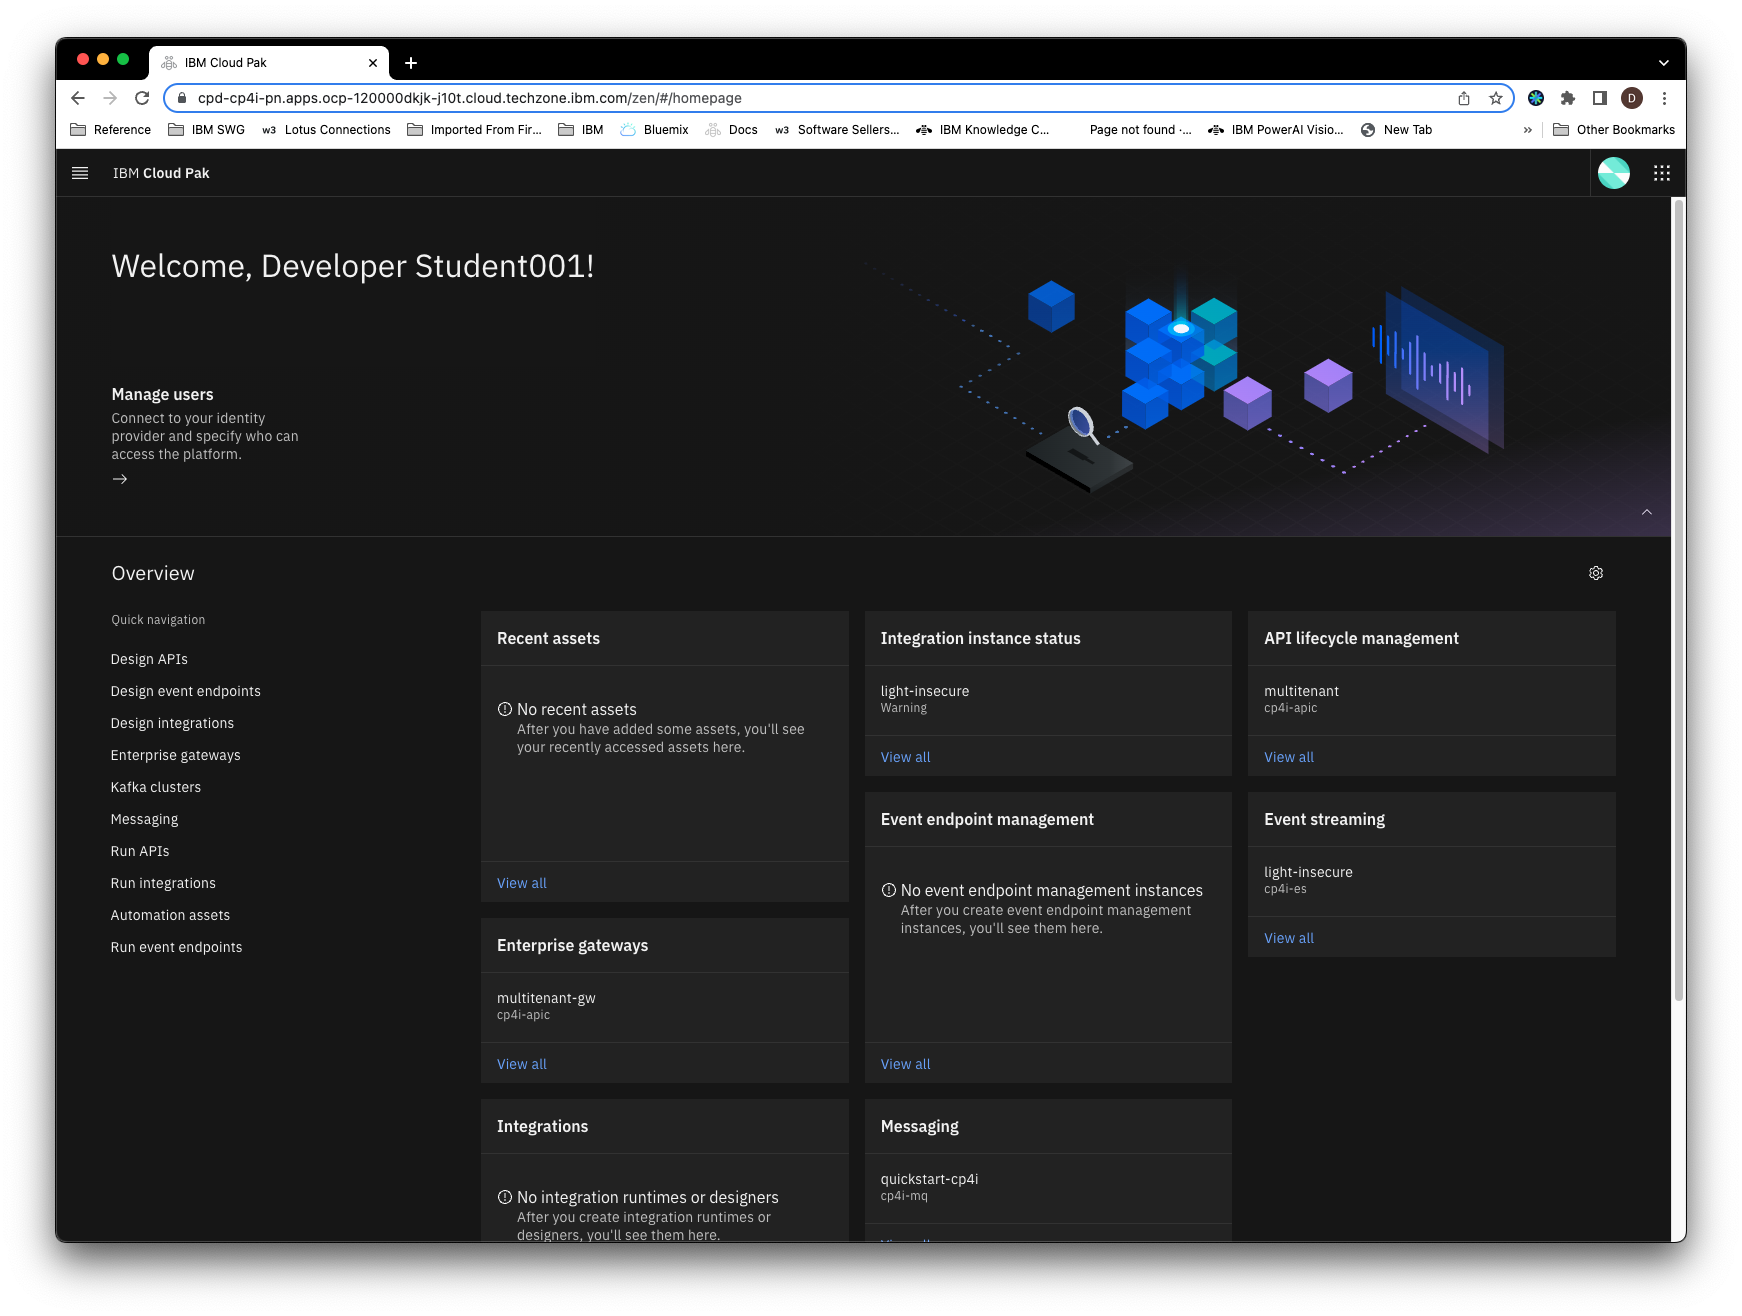 IBM Cloud Pak
cpd-cp4i-pn.apps.ocp-120000dkjk-j10t.cloud.techzone.ibm.com/zen/#/homepage
D
Reference
IBM SWG
w3 Lotus Connections
Imported From Fir...
IBM
Bluemix
Docs
w3 Software Sellers...
IBM Knowledge C...
Page not found ·...
IBM PowerAI Visio...
New Tab
»
Other Bookmarks
IBM Cloud Pak
Welcome, Developer Student001!
Manage users
Connect to your identity
provider and specify who can
access the platform.
Overview
Quick navigation
Design APIs
Design event endpoints
Design integrations
Enterprise gateways
Kafka clusters
Messaging
Run APIs
Run integrations
Automation assets
Run event endpoints
Recent assets
No recent assets
After you have added some assets, you'll see
your recently accessed assets here.
View all
Enterprise gateways
multitenant-gw
cp4i-apic
View all
Integrations
No integration runtimes or designers
After you create integration runtimes or
designers, you'll see them here.
Integration instance status
light-insecure
Warning
View all
Event endpoint management
No event endpoint management instances
After you create event endpoint management
instances, you'll see them here.
View all
Messaging
quickstart-cp4i
cp4i-mq
View all
API lifecycle management
multitenant
cp4i-apic
View all
Event streaming
light-insecure
cp4i-es
View all